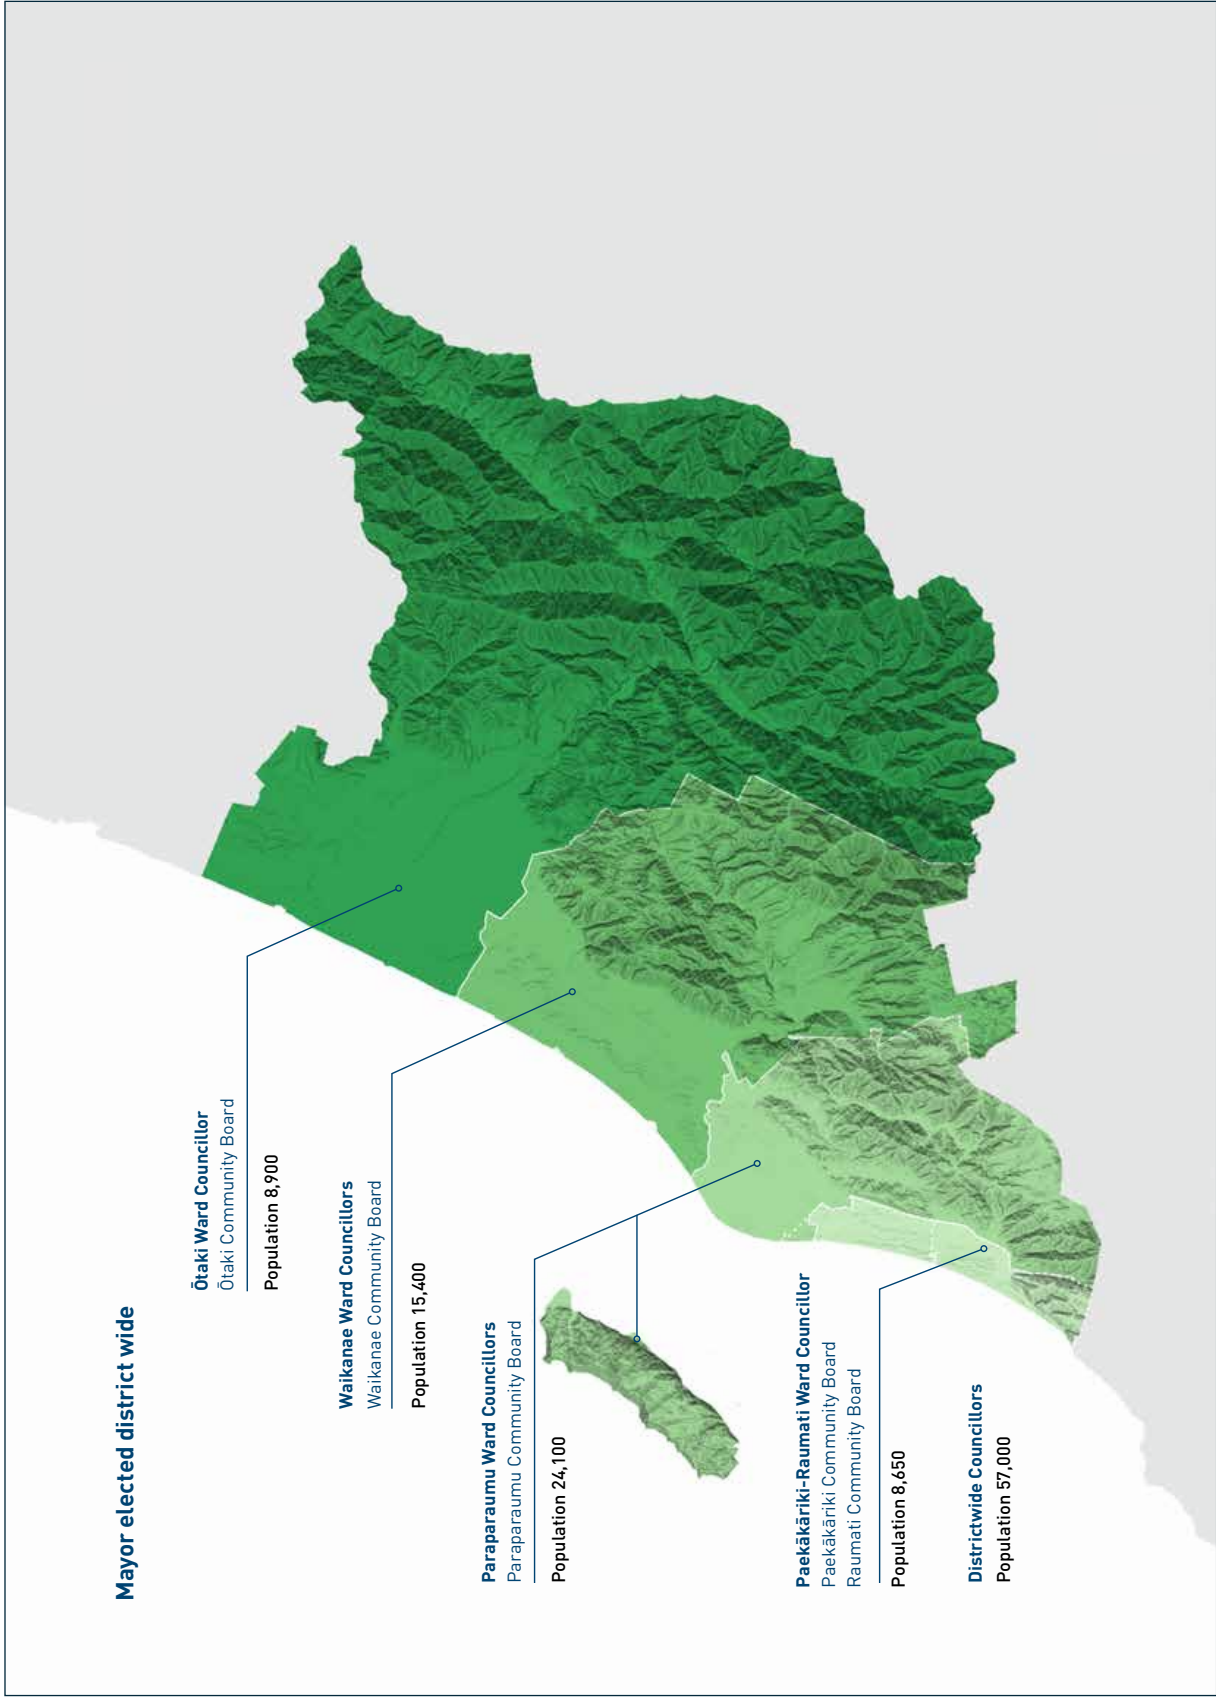 Mayor elected district wide
Ōtaki Ward Councillor
Ōtaki Community Board
Population 8,900
Waikanae Ward Councillors
Waikanae Community Board
Population 15,400
Paraparaumu Ward Councillors
Paraparaumu Community Board
Population 24,100
Paekākāriki-Raumati Ward Councillor
Paekākāriki Community Board
Raumati Community Board
Population 8,650
Districtwide Councillors
Population 57,000